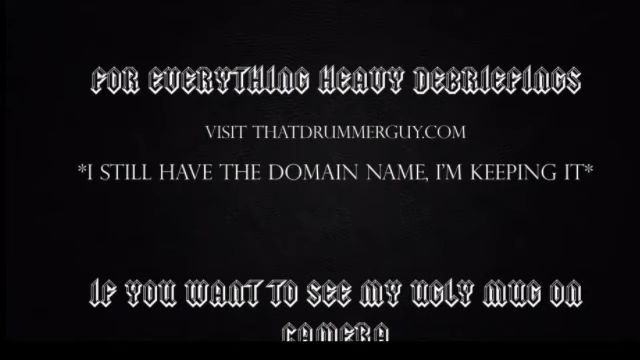 FOR EVERYTHING HEAVY DEBRIEFINGS
VISIT THATDRUMMERGUY.COM
*I STILL HAVE THE DOMAIN NAME, I'M KEEPING IT*
IF YOU WANT TO SEE MY UGLY MUG ON
CAMERA